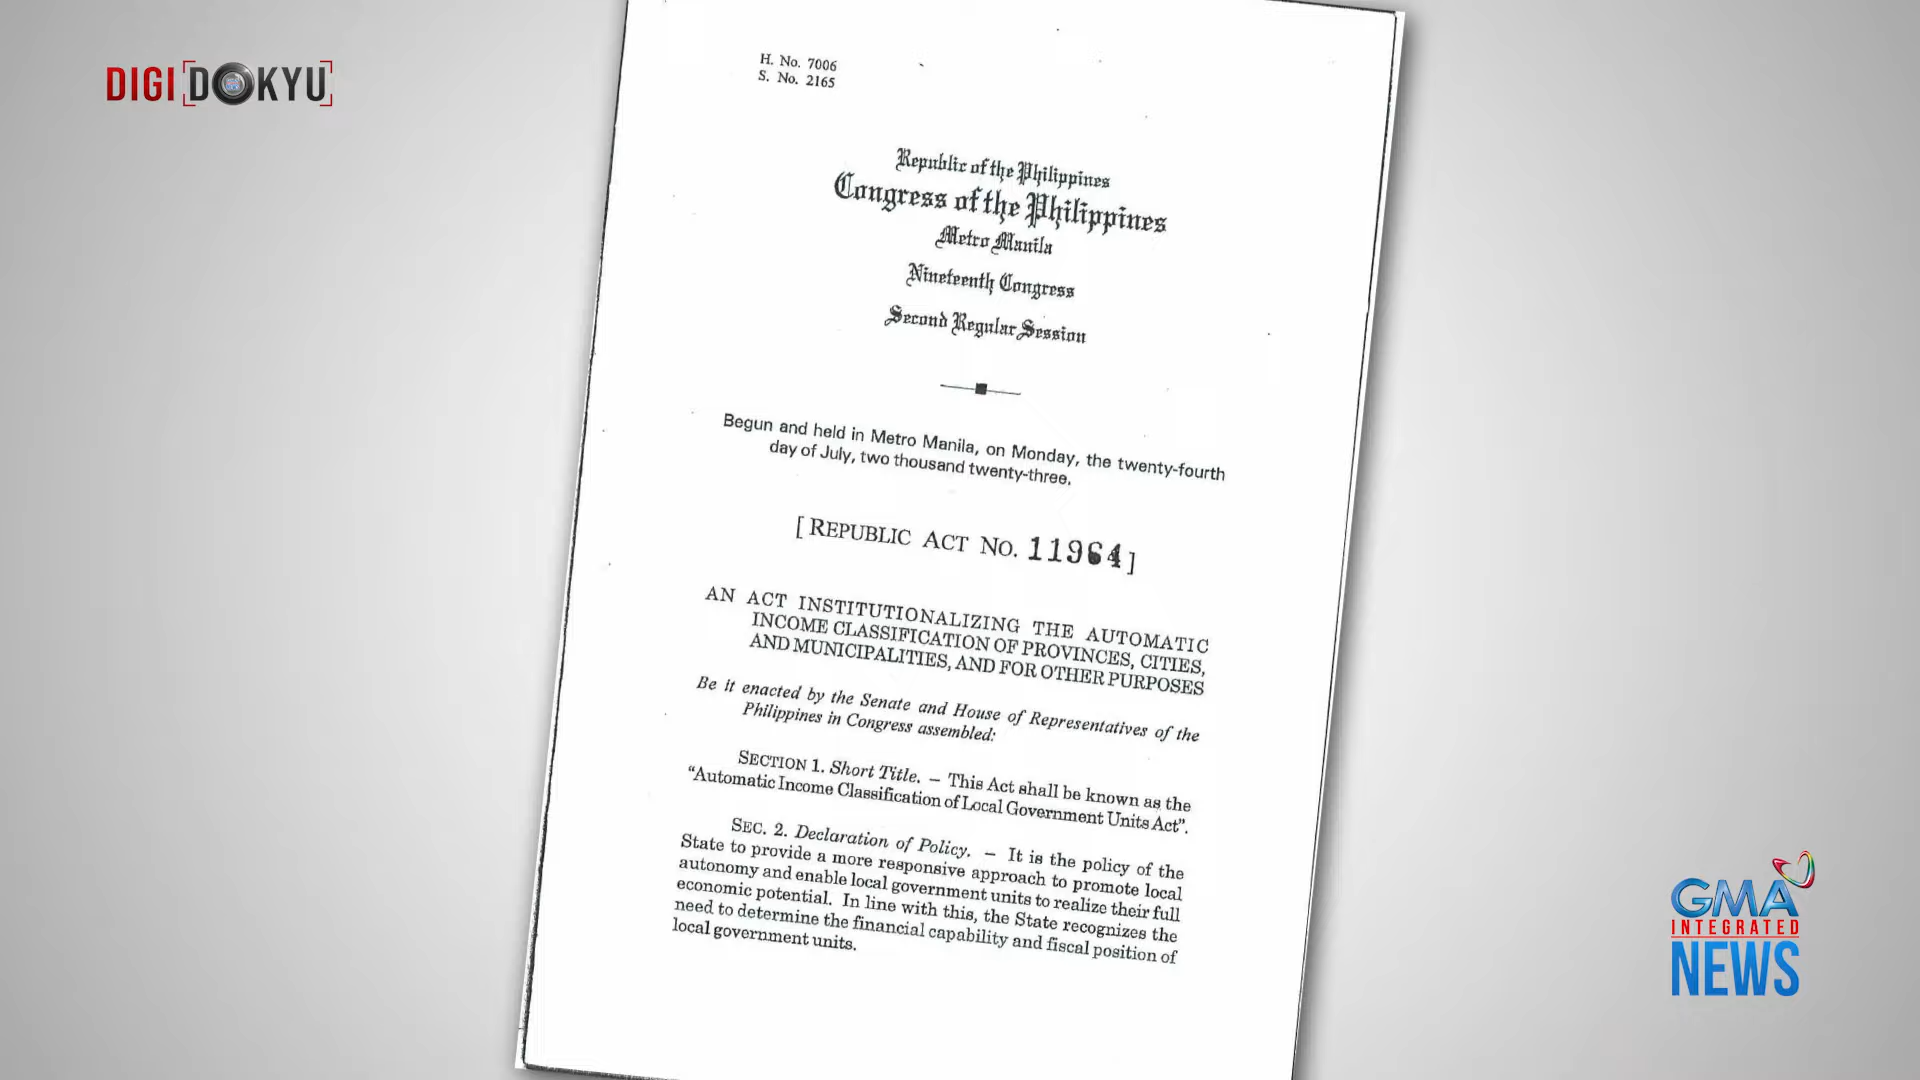 DIGI DOKYU
H. No. 7006
S. No. 2165
Republic of the Philippines
Congress of the Philippines
Metro Manila
Nineteenth Congress
Second Regular Session
Begun and held in Metro Manila, on Monday, the twenty-fourth
day of July, two thousand twenty-three.
[ REPUBLIC ACT NO. 11964 ]
AN ACT INSTITUTIONALIZING THE AUTOMATIC
INCOME CLASSIFICATION OF PROVINCES, CITIES,
AND MUNICIPALITIES, AND FOR OTHER PURPOSES
Be it enacted by the Senate and House of Representatives of the
Philippines in Congress assembled:
SECTION 1. Short Title. – This Act shall be known as the
“Automatic Income Classification of Local Government Units Act”.
SEC. 2. Declaration of Policy. – It is the policy of the
State to provide a more responsive approach to promote local
autonomy and enable local government units to realize their full
economic potential. In line with this, the State recognizes the
need to determine the financial capability and fiscal position of
local government units.
GMA
INTEGRATED
NEWS